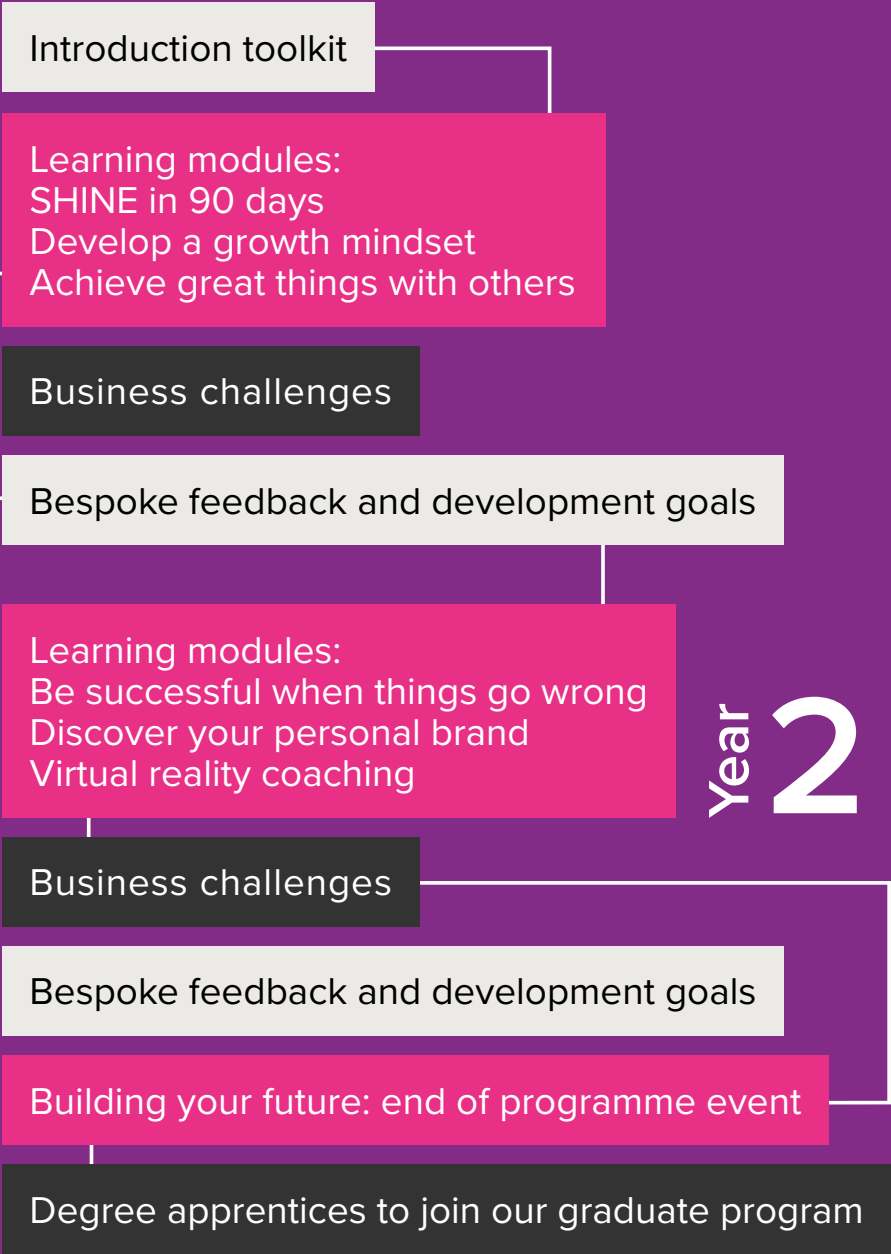 Introduction toolkit
Learning modules:
SHINE in 90 days
Develop a growth mindset
Achieve great things with others
Business challenges
Bespoke feedback and development goals
Learning modules:
Be successful when things go wrong
Discover your personal brand
Virtual reality coaching
Year 2
Business challenges
Bespoke feedback and development goals
Building your future: end of programme event
Degree apprentices to join our graduate program